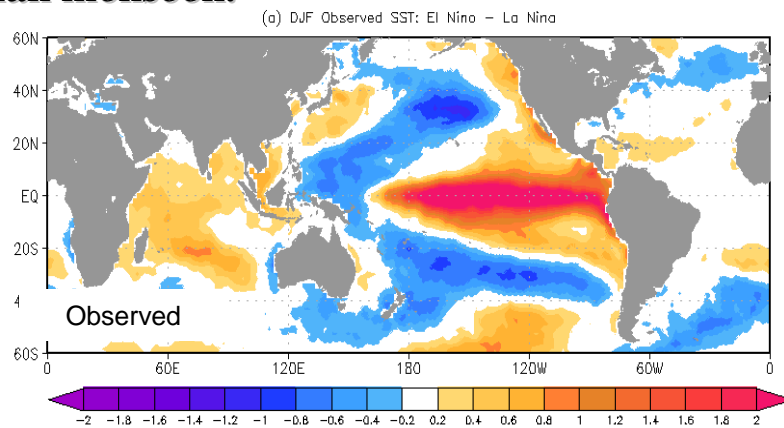 monsoon
(a) DJF Observed SST: El Nino – La Nina
60N
40N
20N
EQ
20S
4
Observed
60S
0 60E 120E 180 120W 60W 0
−2 −1.8 −1.6 −1.4 −1.2 −1 −0.8 −0.6 −0.4 −0.2 0.2 0.4 0.6 0.8 1 1.2 1.4 1.6 1.8 2